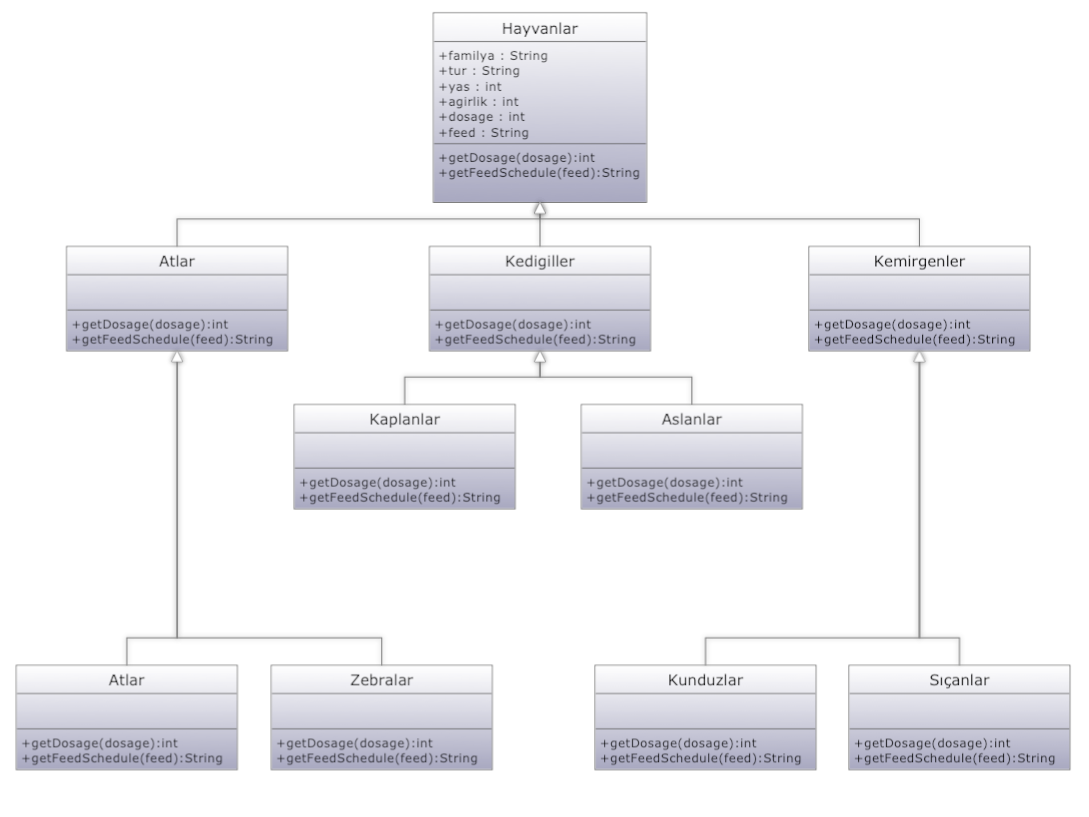 Hayvanlar
+familya : String
+tur : String
+yas : int
+agirlik : int
+dosage : int
+feed : String
+getDosage(dosage):int
+getFeedSchedule(feed):String
Atlar
+getDosage(dosage):int
+getFeedSchedule(feed):String
Kedigiller
+getDosage(dosage):int
+getFeedSchedule(feed):String
Kemirgenler
+getDosage(dosage):int
+getFeedSchedule(feed):String
Kaplanlar
+getDosage(dosage):int
+getFeedSchedule(feed):String
Aslanlar
+getDosage(dosage):int
+getFeedSchedule(feed):String
Atlar
+getDosage(dosage):int
+getFeedSchedule(feed):String
Zebralar
+getDosage(dosage):int
+getFeedSchedule(feed):String
Kunduzlar
+getDosage(dosage):int
+getFeedSchedule(feed):String
Sıçanlar
+getDosage(dosage):int
+getFeedSchedule(feed):String